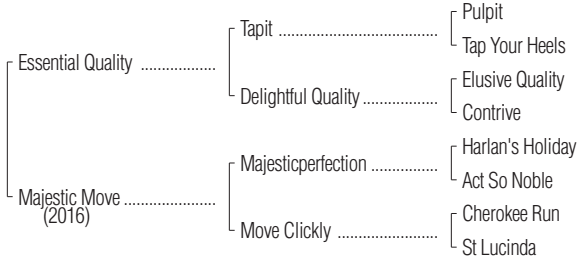 Pulpit
Tapit ......................................
Tap Your Heels
Essential Quality ..................
Elusive Quality
Delightful Quality ..................
Contrive
Harlan's Holiday
Majesticperfection ................
Act So Noble
Majestic Move ......................
(2016)
Cherokee Run
Move Clickly ........................
St Lucinda